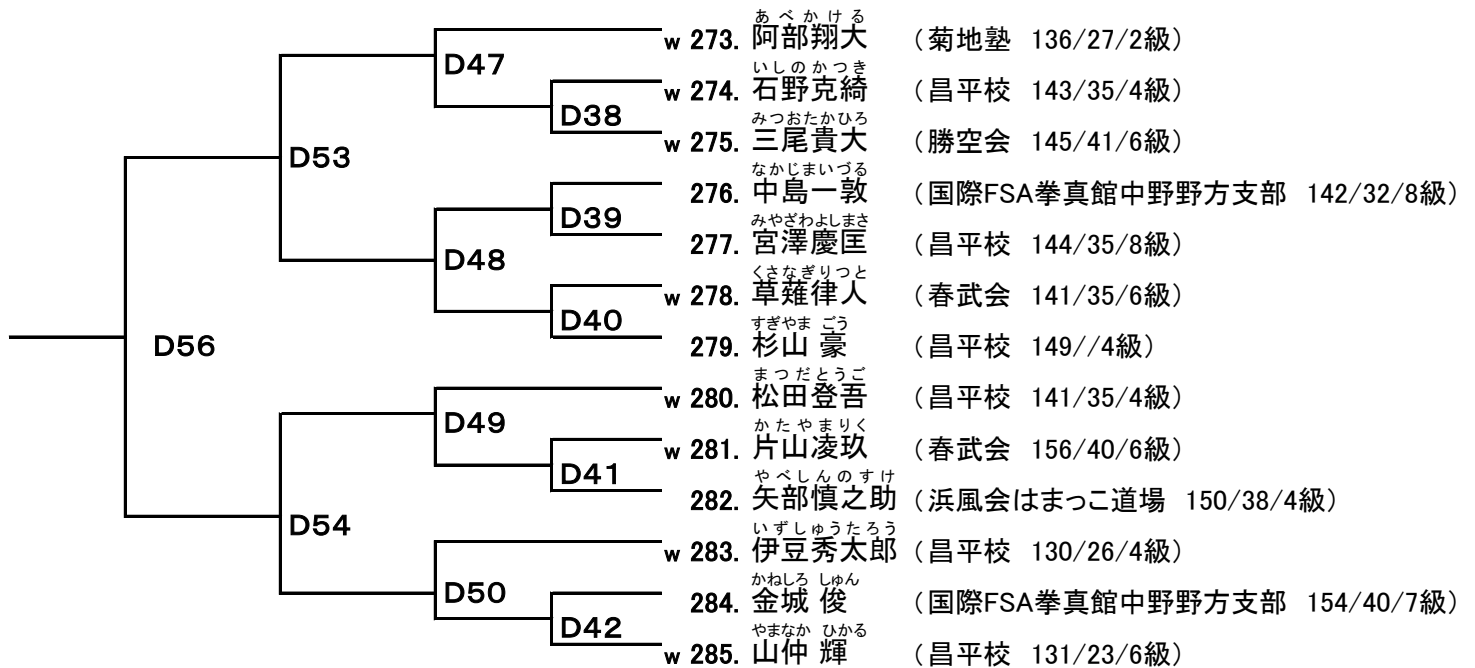 あべかける
w 273. 阿部翔大 （菊地塾 136/27/2級）
D47
いしのかつき
w 274. 石野克綺 （昌平校 143/35/4級）
D38
みつおたかひろ
w 275. 三尾貴大 （勝空会 145/41/6級）
D53
なかじまいづる
276. 中島一敦 （国際FSA拳真館中野野方支部 142/32/8級）
D39
みやざわよしまさ
277. 宮澤慶匡 （昌平校 144/35/8級）
D48
くさなぎりつと
w 278. 草薙律人 （春武会 141/35/6級）
D40
すぎやま ごう
279. 杉山 豪 （昌平校 149//4級）
D56
まつだとうご
w 280. 松田登吾 （昌平校 141/35/4級）
D49
かたやまりく
w 281. 片山凌玖 （春武会 156/40/6級）
D41
やべしんのすけ
282. 矢部慎之助 （浜風会はまっこ道場 150/38/4級）
D54
いずしゅうたろう
w 283. 伊豆秀太郎 （昌平校 130/26/4級）
D50
かねしろ しゅん
284. 金城 俊 （国際FSA拳真館中野野方支部 154/40/7級）
D42
やまなか ひかる
w 285. 山仲 輝 （昌平校 131/23/6級）